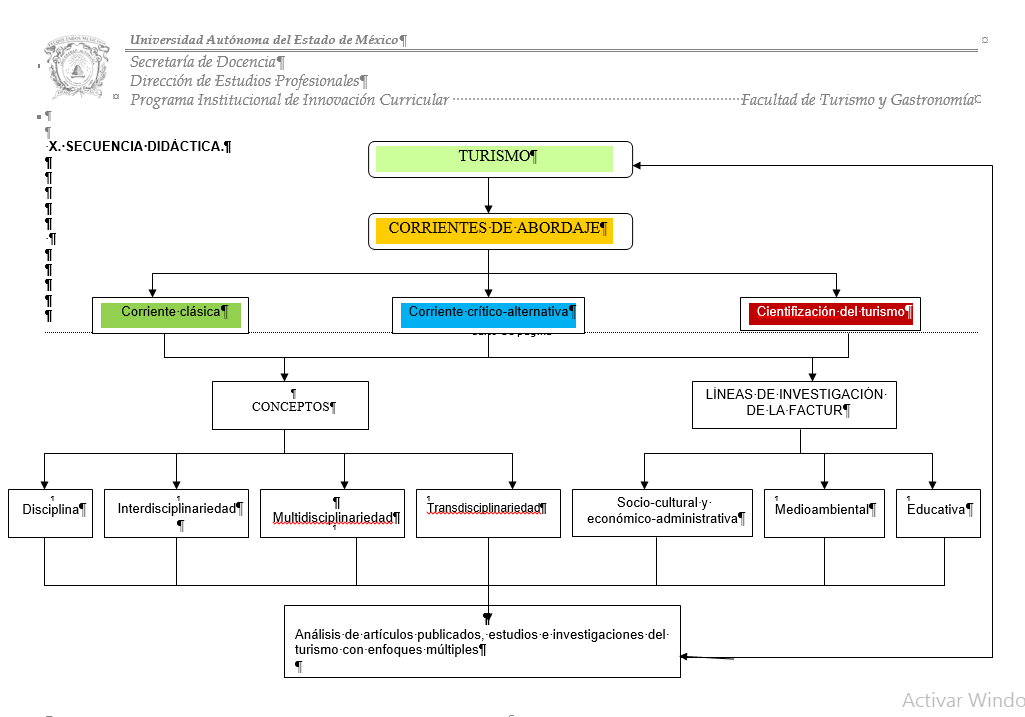 Universidad Autónoma del Estado de México¶
Secretaría de Docencia¶
Dirección de Estudios Profesionales¶
Programa Institucional de Innovación Curricular Facultad de Turismo y Gastronomía
X. SECUENCIA DIDÁCTICA.¶
TURISMO¶
CORRIENTES DE ABORDAJE¶
Corriente clásica¶
Corriente crítico-alternativa¶
Cientifización del turismo¶
CONCEPTOS¶
LÍNEAS DE INVESTIGACIÓN
DE LA FACTUR¶
Disciplina¶
Interdisciplinariedad¶
Multidisciplinariedad¶
Transdisciplinariedad¶
Socio-cultural y
económico-administrativa¶
Medioambiental¶
Educativa¶
Análisis de artículos publicados, estudios e investigaciones del
turismo con enfoques múltiples¶
Activar Windo